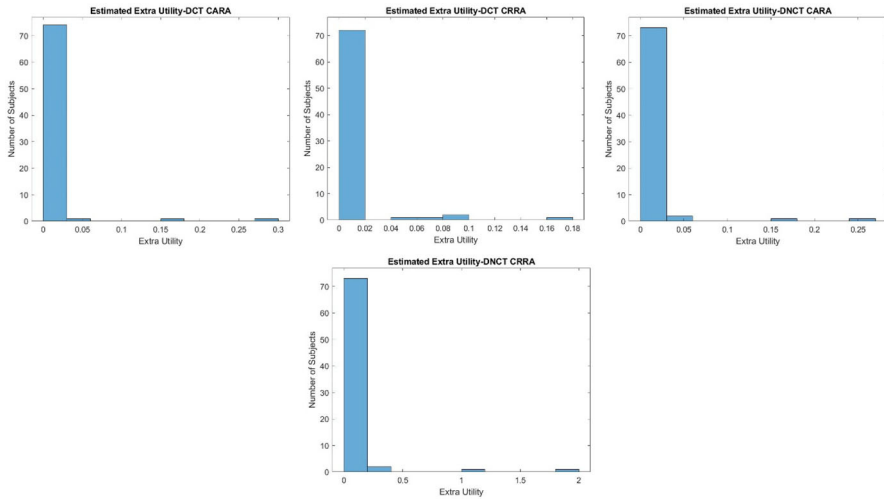 Estimated Extra Utility-DCT CARA
70
60
50
40
30
20
10
0
Number of Subjects
0 0.05 0.1 0.15 0.2 0.25 0.3
Extra Utility
Estimated Extra Utility-DCT CRRA
70
60
50
40
30
20
10
0
Number of Subjects
0 0.02 0.04 0.06 0.08 0.1 0.12 0.14 0.16 0.18
Extra Utility
Estimated Extra Utility-DNCT CARA
70
60
50
40
30
20
10
0
Number of Subjects
0 0.05 0.1 0.15 0.2 0.25
Extra Utility
Estimated Extra Utility-DNCT CRRA
70
60
50
40
30
20
10
0
Number of Subjects
0 0.5 1 1.5 2
Extra Utility